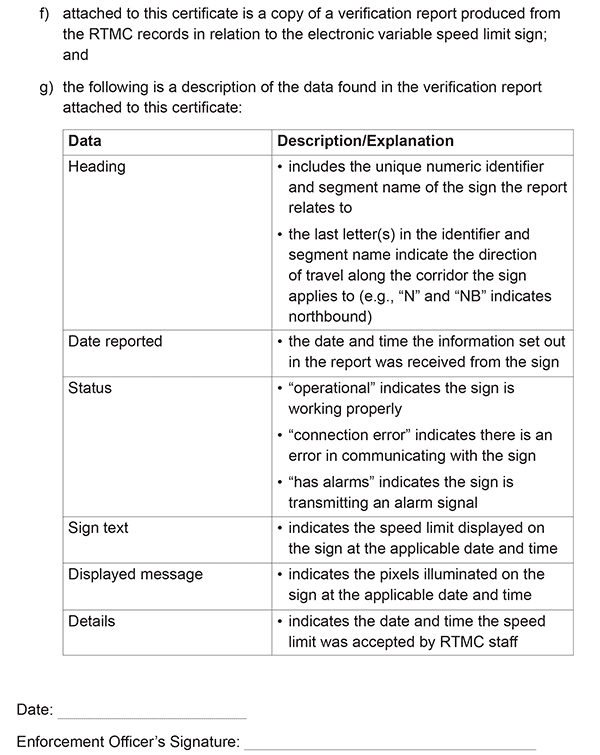 f) attached to this certificate is a copy of a verification report produced from
the RTMC records in relation to the electronic variable speed limit sign;
and
g) the following is a description of the data found in the verification report
attached to this certificate:
Data Description/Explanation
Heading • includes the unique numeric identifier
and segment name of the sign the report
relates to
• the last letter(s) in the identifier and
segment name indicate the direction
of travel along the corridor the sign
applies to (e.g., “N” and “NB” indicates
northbound)
Date reported • the date and time the information set out
in the report was received from the sign
Status • “operational” indicates the sign is
working properly
• “connection error” indicates there is an
error in communicating with the sign
• “has alarms” indicates the sign is
transmitting an alarm signal
Sign text • indicates the speed limit displayed on
the sign at the applicable date and time
Displayed message • indicates the pixels illuminated on the
sign at the applicable date and time
Details • indicates the date and time the speed
limit was accepted by RTMC staff
Date:
Enforcement Officer’s Signature: